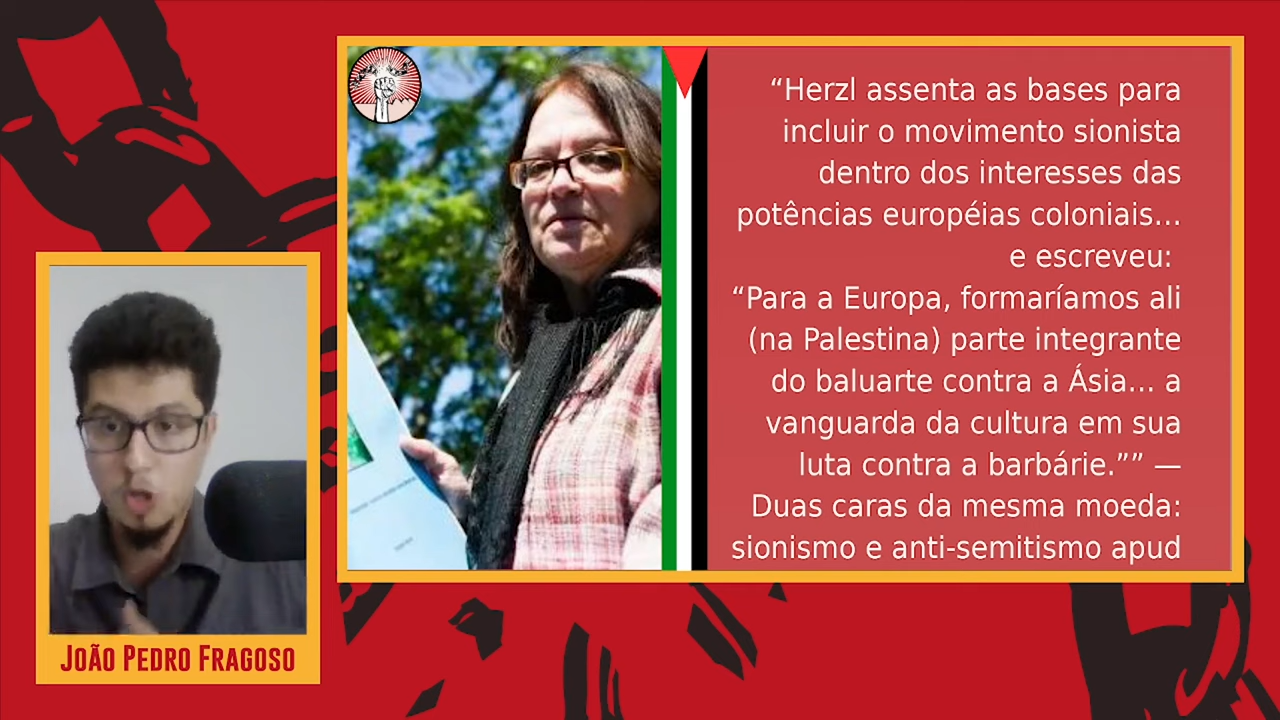 “Herzl assenta as bases para
incluir o movimento sionista
dentro dos interesses das
potências européias coloniais...
e escreveu:
“Para a Europa, formaríamos ali
(na Palestina) parte integrante
do baluarte contra a Ásia... a
vanguarda da cultura em sua
luta contra a barbárie.”” —
Duas caras da mesma moeda:
sionismo e anti-semitismo apud
João Pedro Fragoso